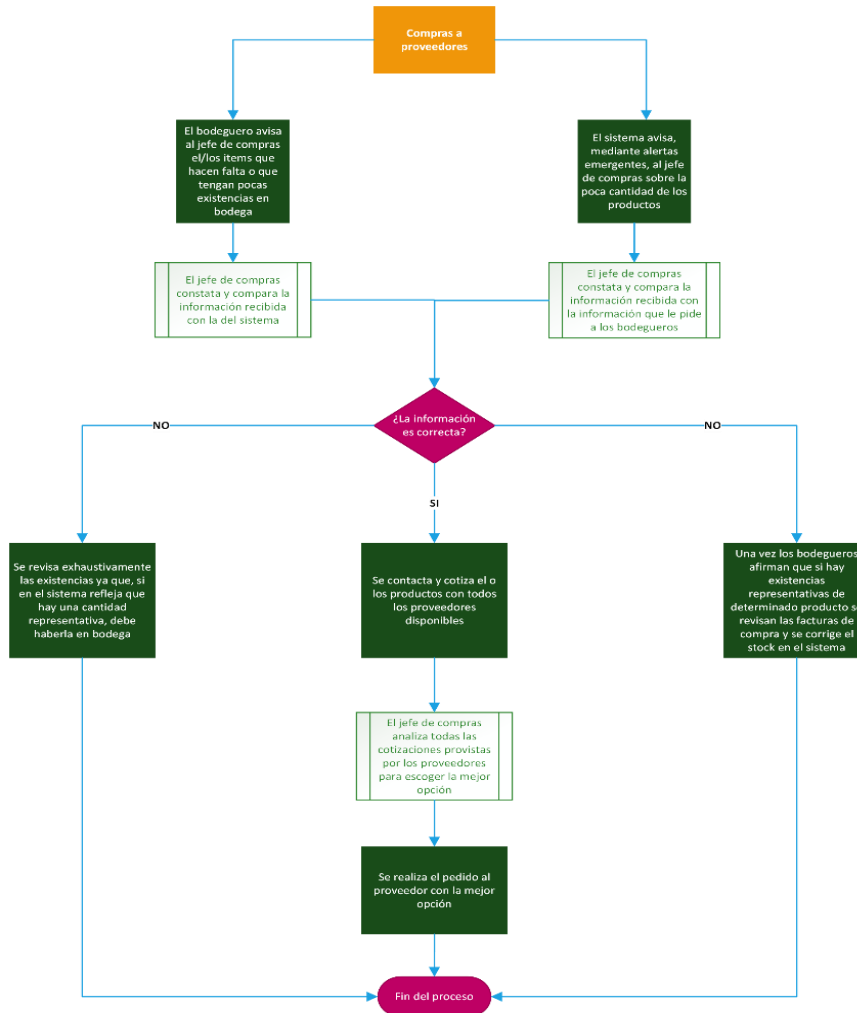 Compras a
proveedores
El bodeguero avisa
al jefe de compras
el/los items que
hacen falta o que
tengan pocas
existencias en
bodega
El sistema avisa,
mediante alertas
emergentes, al jefe
de compras sobre la
poca cantidad de los
productos
El jefe de compras
constata y compara la
información recibida
con la del sistema
El jefe de compras
constata y compara la
información recibida con
la información que le pide
a los bodegueros
¿La información
es correcta?
NO
NO
SI
Se revisa exhaustivamente
las existencias ya que, si
en el sistema refleja que
hay una cantidad
representativa, debe
haberla en bodega
Se contacta y cotiza el o
los productos con todos
los proveedores
disponibles
Una vez los bodegueros
afirman que si hay
existencias
representativas de
determinado producto se
revisan las facturas de
compra y se corrige el
stock en el sistema
El jefe de compras
analiza todas las
cotizaciones provistas
por los proveedores
para escoger la mejor
opción
Se realiza el pedido al
proveedor con la mejor
opción
Fin del proceso